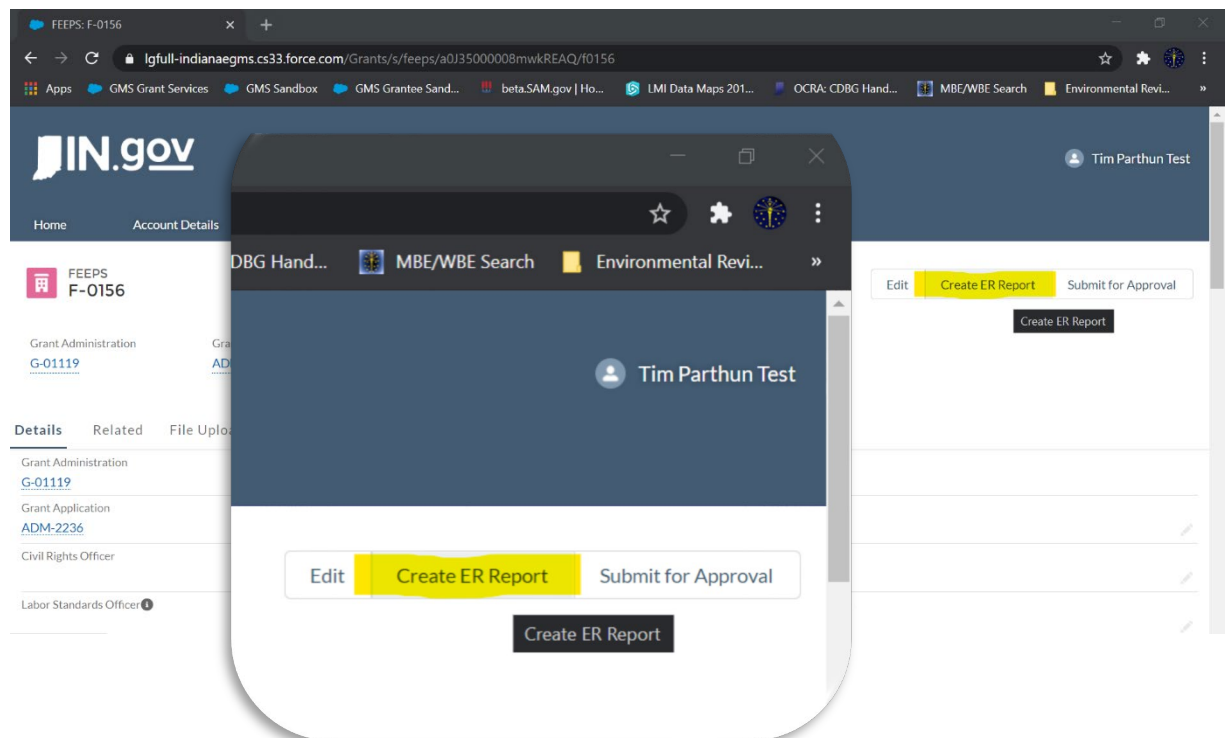 FEEPS: F-0156
lgfull-indianaegms.cs33.force.com/Grants/s/feeps/a0J35000008mwkREAQ/f0156
Apps GMS Grant Services GMS Sandbox GMS Grantee Sand... beta.SAM.gov | Ho... LMI Data Maps 201... OCRA: CDBG Hand... MBE/WBE Search Environmental Revi... »
IN.gov
Tim Parthun Test
Home Account Details
FEEPS
F-0156
Edit Create ER Report Submit for Approval
Create ER Report
Grant Administration Gra
G-01119 AD
Details Related File Uploa
Grant Administration
G-01119
Grant Application
ADM-2236
Civil Rights Officer
Labor Standards Officer
DBG Hand... MBE/WBE Search Environmental Revi... »
Tim Parthun Test
Edit Create ER Report Submit for Approval
Create ER Report